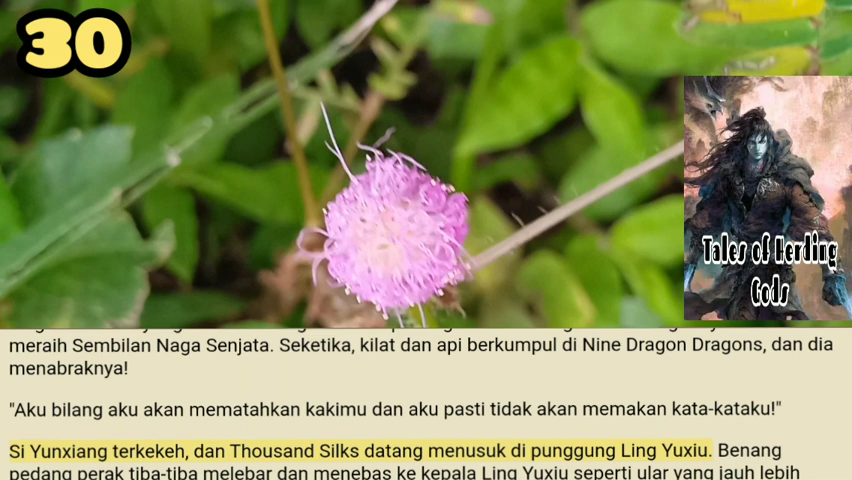 30
Tales of Herding
Gods
meraih Sembilan Naga Senjata. Seketika, kilat dan api berkumpul di Nine Dragon Dragons, dan dia
menabraknya!
"Aku bilang aku akan mematahkan kakimu dan aku pasti tidak akan memakan kata-kataku!"
Si Yunxiang terkekeh, dan Thousand Silks datang menusuk di punggung Ling Yuxiu. Benang
pedang perak tiba-tiba melebar dan menebas ke kepala Ling Yuxiu seperti ular yang jauh lebih